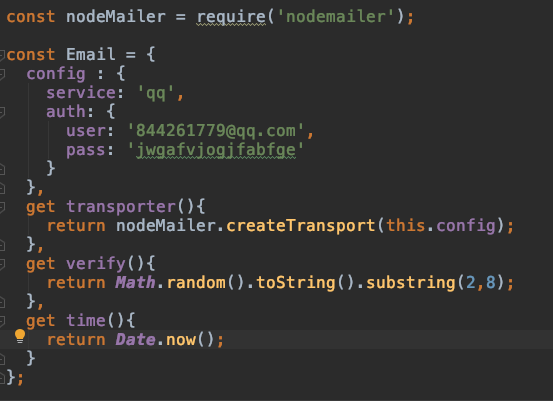 const nodeMailer = require('nodemailer');
const Email = {
config : {
service: 'qq',
auth: {
user: '844261779@qq.com',
pass: 'jwgafvjogjfabfge'
}
},
get transporter(){
return nodeMailer.createTransport(this.config);
},
get verify(){
return Math.random().toString().substring(2,8);
},
get time(){
return Date.now();
}
};